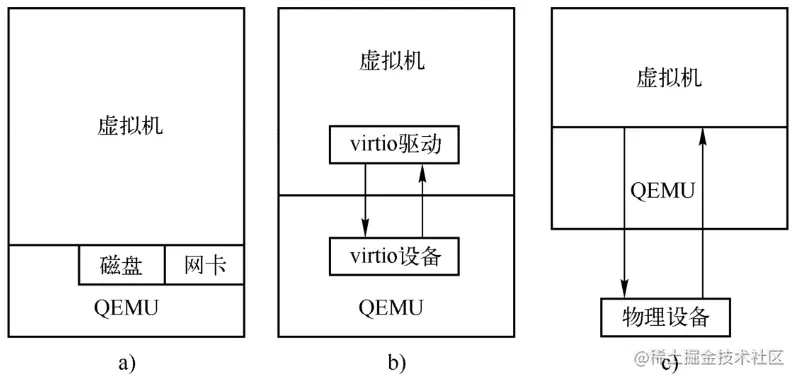 虚拟机
磁盘
网卡
QEMU
a)
虚拟机
virtio驱动
virtio设备
QEMU
b)
虚拟机
QEMU
物理设备
c)
@稀土掘金技术社区